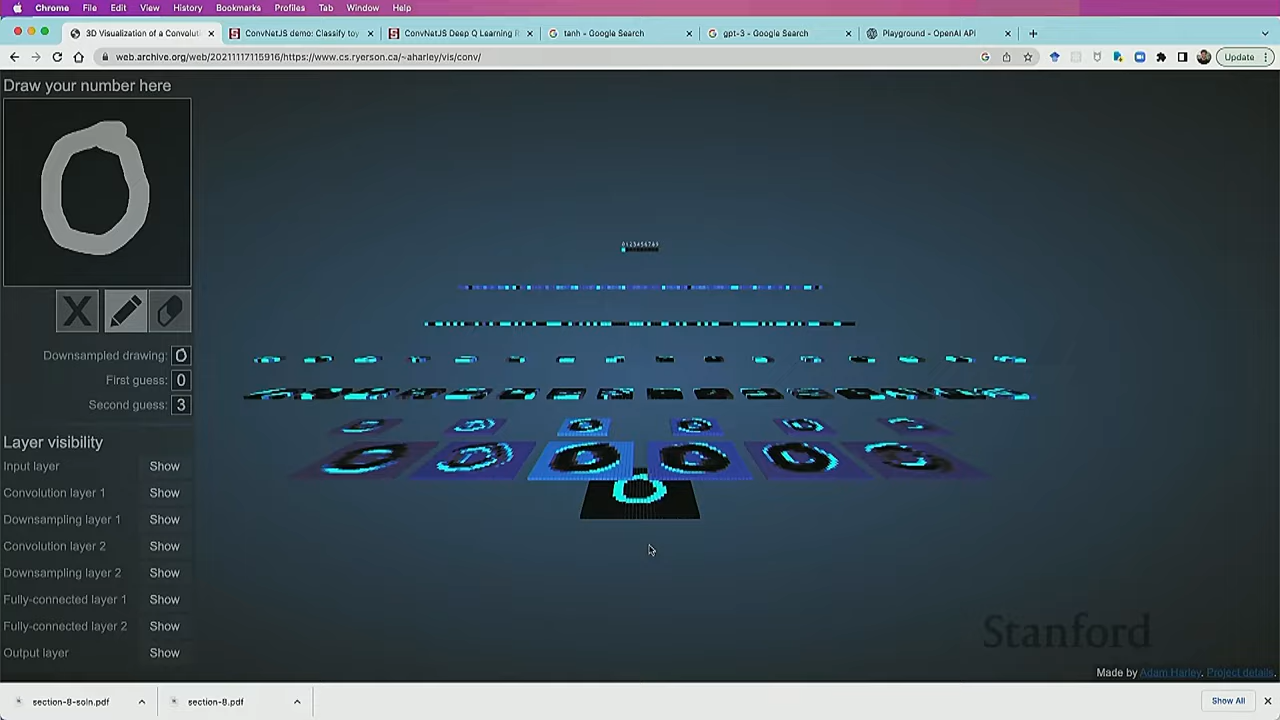 Chrome File Edit View History Bookmarks Profiles Tab Window Help
3D Visualization of a Convoluti
ConvNetJS demo: Classify toy
ConvNetJS Deep Q Learning R
tanh - Google Search
gpt-3 - Google Search
Playground - OpenAI API
web.archive.org/web/20211117115916/https://www.cs.ryerson.ca/~aharley/vis/conv/
Update
Draw your number here
0123456789
Downsampled drawing: 0
First guess: 0
Second guess: 3
Layer visibility
Input layer Show
Convolution layer 1 Show
Downsampling layer 1 Show
Convolution layer 2 Show
Downsampling layer 2 Show
Fully-connected layer 1 Show
Fully-connected layer 2 Show
Output layer Show
Stanford
Made by Adam Harley. Project details.
section-8-soln.pdf
section-8.pdf
Show All